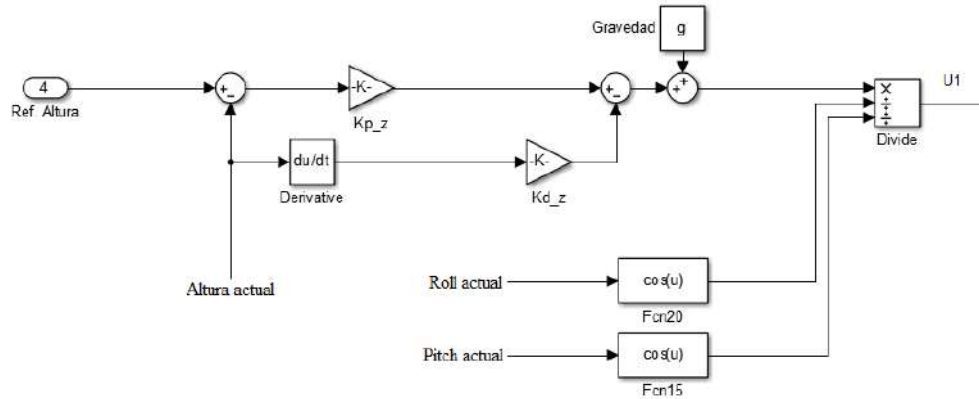 Gravedad
g
U1
4
Ref. Altura
+
-
-K-
Kp_z
+
-
+
+
×
÷
÷
Divide
du/dt
Derivative
-K-
Kd_z
Altura actual
Roll actual
cos(u)
Fcn20
Pitch actual
cos(u)
Fcn15